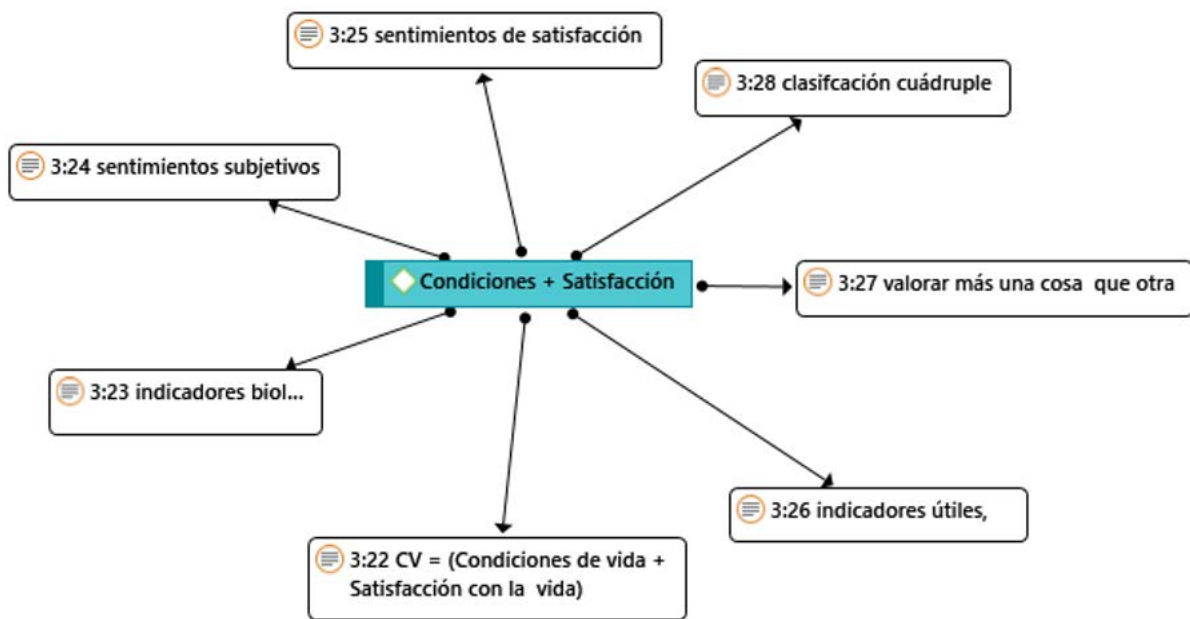 3:25 sentimientos de satisfacción
3:28 clasifcación cuádruple
3:24 sentimientos subjetivos
Condiciones + Satisfacción
3:27 valorar más una cosa que otra
3:23 indicadores biol...
3:26 indicadores útiles,
3:22 CV = (Condiciones de vida +
Satisfacción con la vida)